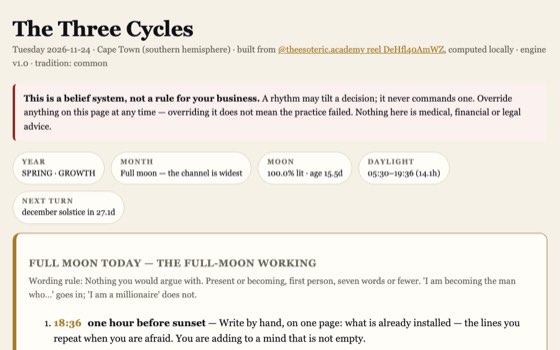 The Three Cycles
Tuesday 2026-11-24 · Cape Town (southern hemisphere) · built from @theesoteric.academy reel DeHfl40AmWZ, computed locally · engine
v1.0 · tradition: common
This is a belief system, not a rule for your business. A rhythm may tilt a decision; it never commands one. Override
anything on this page at any time — overriding it does not mean the practice failed. Nothing here is medical, financial or legal
advice.
YEAR
SPRING · GROWTH
MONTH
Full moon — the channel is widest
MOON
100.0% lit · age 15.5d
DAYLIGHT
05:30–19:36 (14.1h)
NEXT TURN
december solstice in 27.1d
FULL MOON TODAY — THE FULL-MOON WORKING
Wording rule: Nothing you would argue with. Present or becoming, first person, seven words or fewer. 'I am becoming the man
who...' goes in; 'I am a millionaire' does not.
1. 18:36 one hour before sunset — Write by hand, on one page: what is already installed — the lines you
repeat when you are afraid. You are adding to a mind that is not empty.